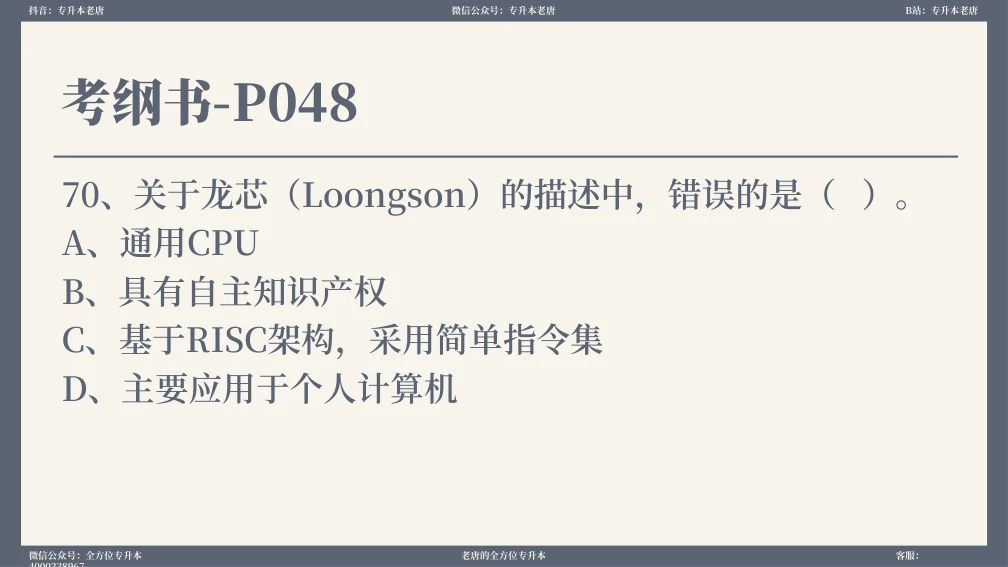 抖音：专升本老唐
微信公众号：专升本老唐
B站：专升本老唐
考纲书-P048
70、关于龙芯（Loongson）的描述中，错误的是（ ）。
A、通用CPU
B、具有自主知识产权
C、基于RISC架构，采用简单指令集
D、主要应用于个人计算机
微信公众号：全方位专升本
老唐的全方位专升本
客服：
4000238967